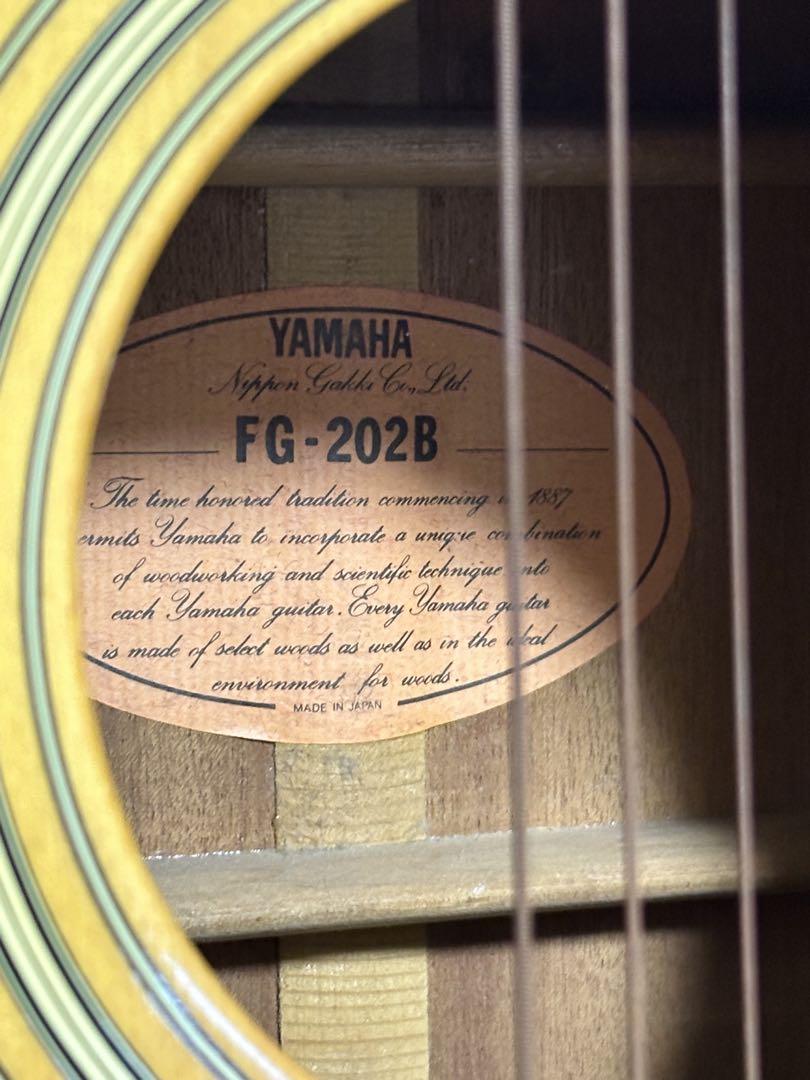 YAMAHA
Nippon Gakki Co., Ltd.
FG-202B
The time honored tradition commencing 1887
ermits Yamaha to incorporate a unique combination
of woodworking and scientific technique into
each Yamaha guitar. Every Yamaha guitar
is made of select woods as well as in the ideal
environment for woods.
MADE IN JAPAN